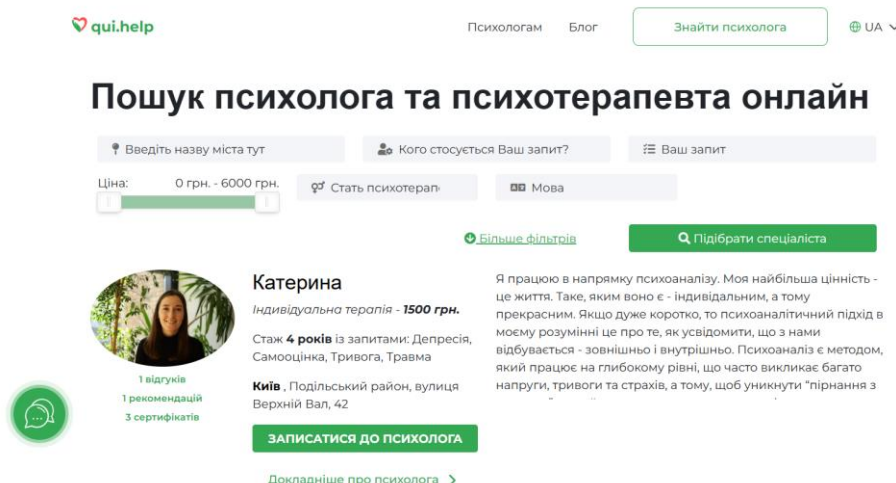 qui.help
Психологам
Блог
Знайти психолога
UA
Пошук психолога та психотерапевта онлайн
Введіть назву міста тут
Кого стосується Ваш запит?
Ваш запит
Ціна: 0 грн. - 6000 грн.
Стать психотерап
Мова
Більше фільтрів
Підібрати спеціаліста
Катерина
Індивідуальна терапія - 1500 грн.
Стаж 4 років із запитами: Депресія,
Самооцінка, Тривога, Травма
Київ , Подільський район, вулиця
Верхній Вал, 42
1 відгуків
1 рекомендацій
3 сертифікатів
ЗАПИСАТИСЯ ДО ПСИХОЛОГА
Докладніше про психолога
Я працюю в напрямку психоаналізу. Моя найбільша цінність -
це життя. Таке, яким воно є - індивідуальним, а тому
прекрасним. Якщо дуже коротко, то психоаналітичний підхід в
моєму розумінні це про те, як усвідомити, що з нами
відбувається - зовнішньо і внутрішньо. Психоаналіз є методом,
який працює на глибокому рівні, що часто викликає багато
напруги, тривоги та страхів, а тому, щоб уникнути "пірнання з